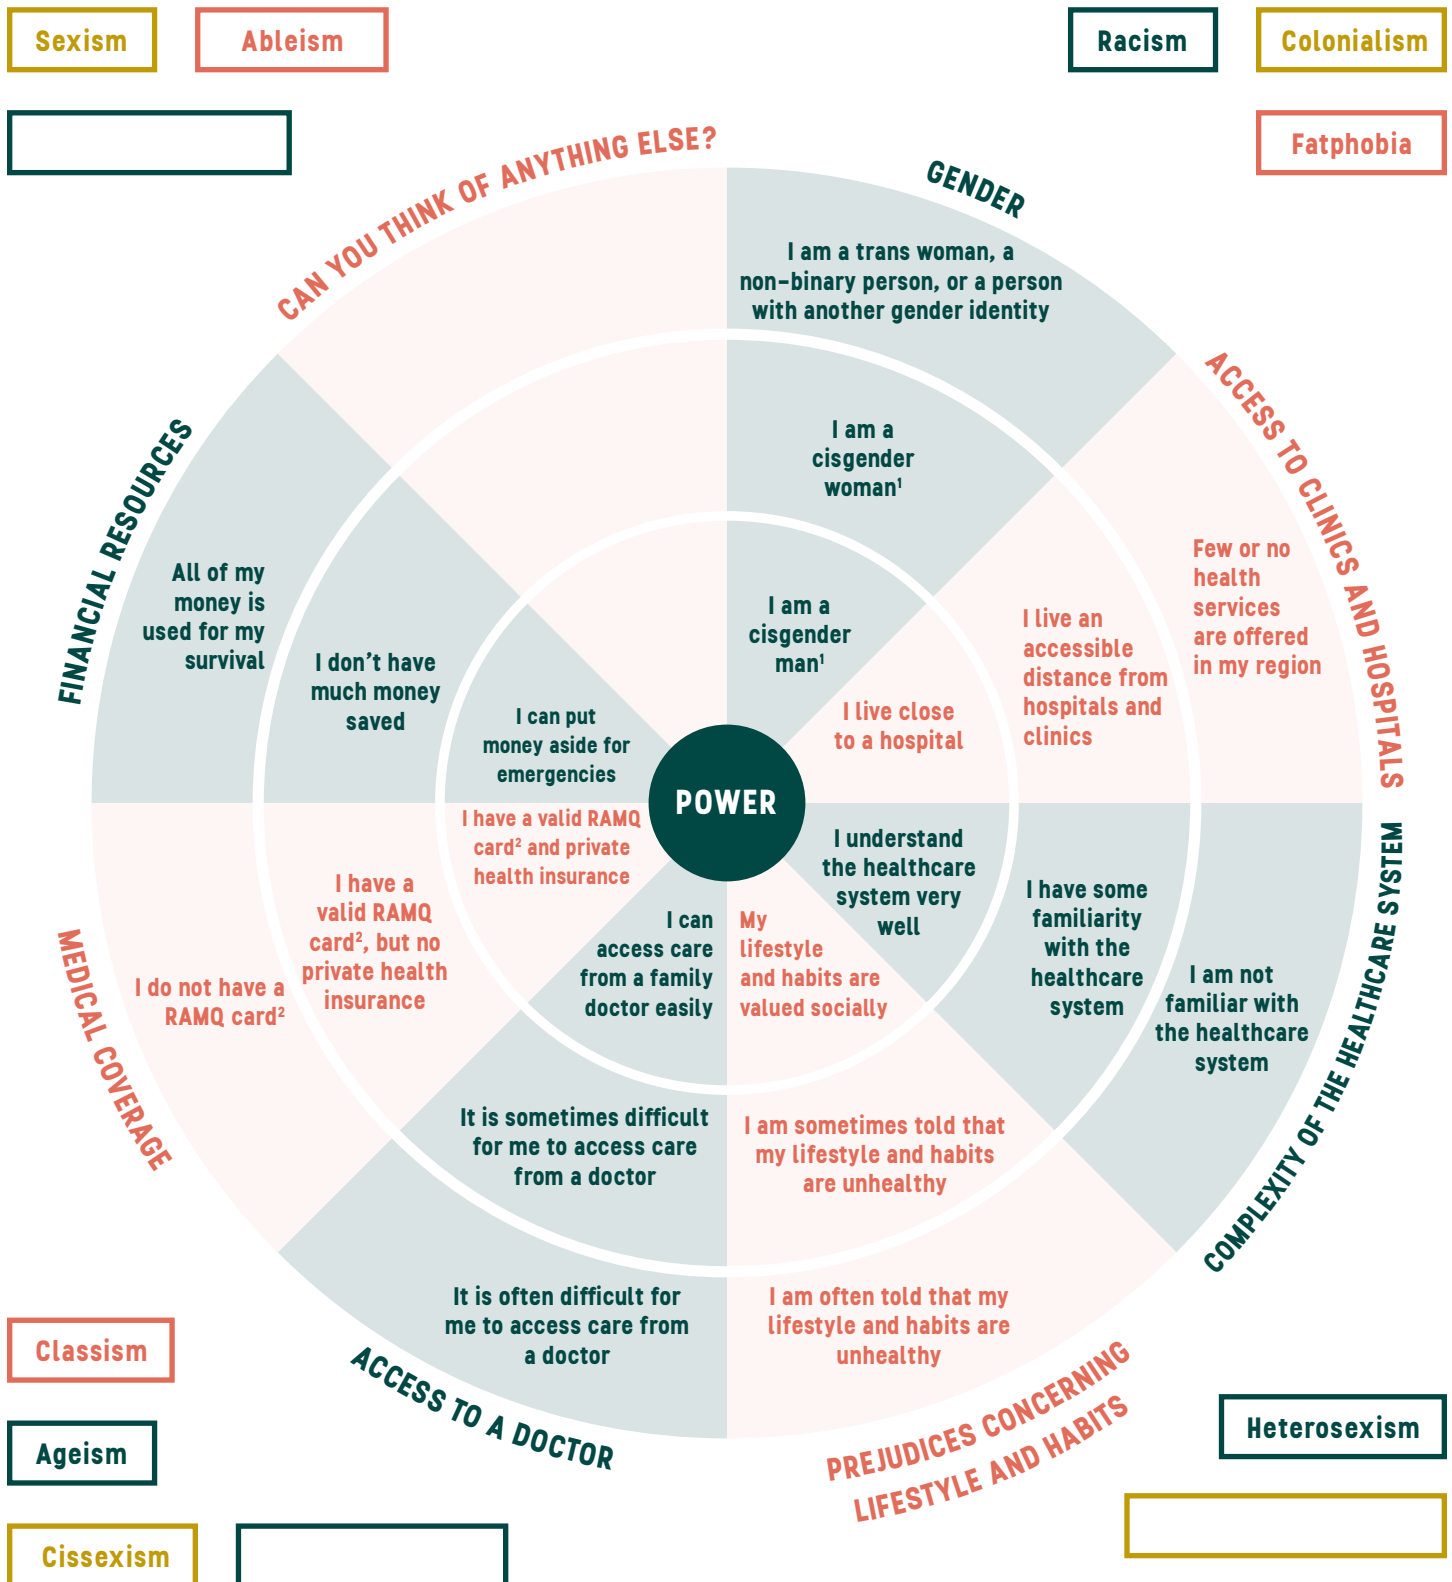 Sexism
Ableism
Racism
Colonialism
Fatphobia
CAN YOU THINK OF ANYTHING ELSE?
GENDER
I am a trans woman, a
non-binary person, or a person
with another gender identity
I am a
cisgender
woman¹
I am a
cisgender
man¹
ACCESS TO CLINICS AND HOSPITALS
Few or no
health
services
are offered
in my region
I live an
accessible
distance from
hospitals and
clinics
I live close
to a hospital
FINANCIAL RESOURCES
All of my
money is
used for my
survival
I don't have
much money
saved
I can put
money aside for
emergencies
POWER
MEDICAL COVERAGE
I do not have a
RAMQ card²
I have a
valid RAMQ
card², but no
private health
insurance
I have a valid RAMQ
card² and private
health insurance
COMPLEXITY OF THE HEALTHCARE SYSTEM
I understand
the healthcare
system very
well
I have some
familiarity
with the
healthcare
system
I am not
familiar with
the healthcare
system
I can
access care
from a family
doctor easily
It is sometimes difficult
for me to access care
from a doctor
It is often difficult for
me to access care from
a doctor
ACCESS TO A DOCTOR
My
lifestyle
and habits are
valued socially
I am sometimes told that
my lifestyle and habits
are unhealthy
I am often told that my
lifestyle and habits are
unhealthy
PREJUDICES CONCERNING
LIFESTYLE AND HABITS
Classism
Ageism
Cissexism
Heterosexism